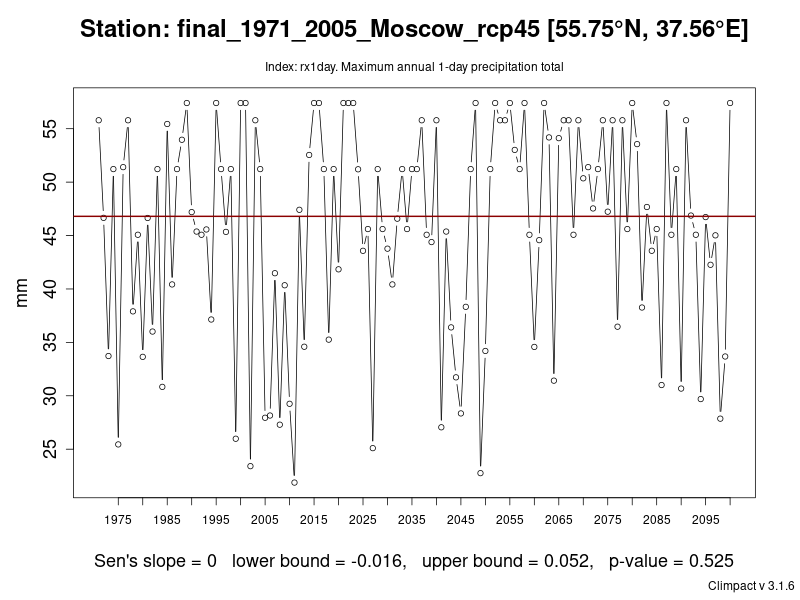 Station: final_1971_2005_Moscow_rcp45 [55.75°N, 37.56°E]
Index: rx1day. Maximum annual 1-day precipitation total
55
50
45
40
35
30
25
mm
1975 1985 1995 2005 2015 2025 2035 2045 2055 2065 2075 2085 2095
Sen's slope = 0 lower bound = -0.016, upper bound = 0.052, p-value = 0.525
Climpact v 3.1.6